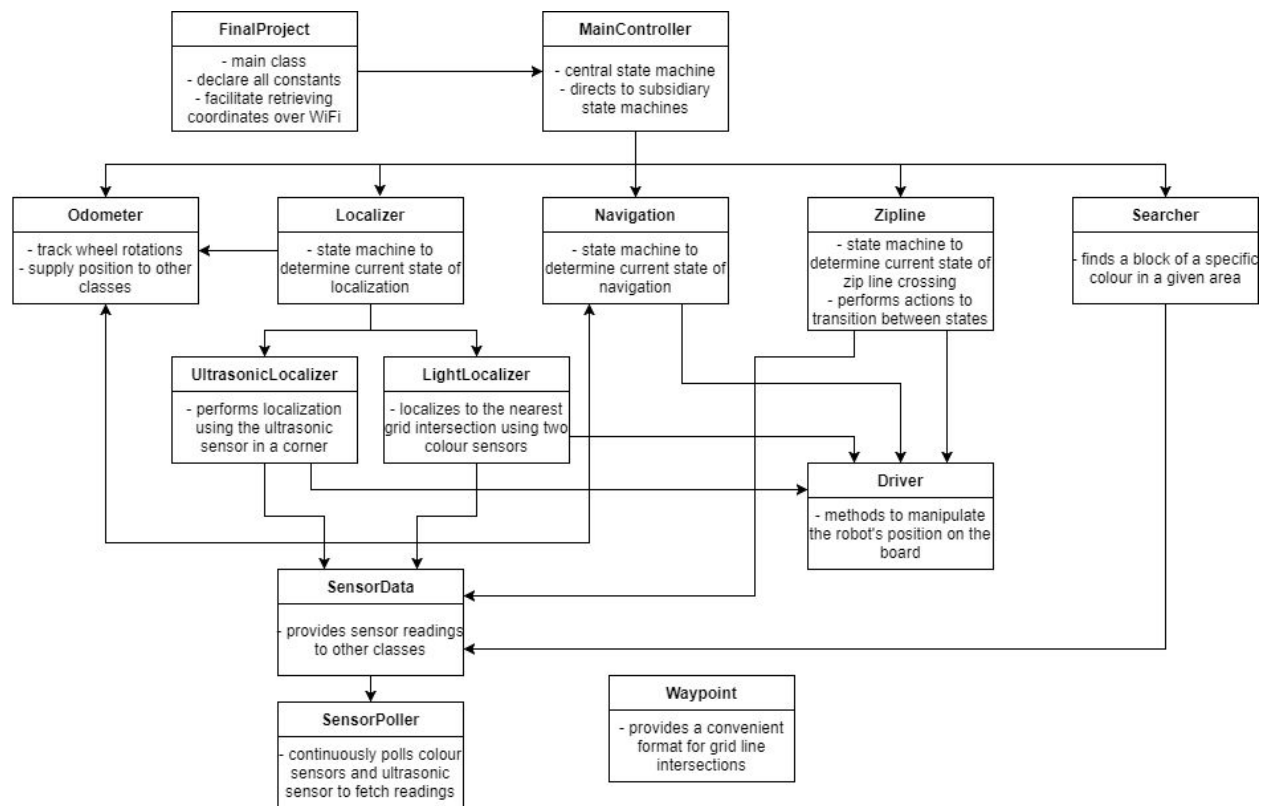 FinalProject
- main class
- declare all constants
- facilitate retrieving
coordinates over WiFi
MainController
- central state machine
- directs to subsidiary
state machines
Odometer
- track wheel rotations
- supply position to other
classes
Localizer
- state machine to
determine current state of
localization
Navigation
- state machine to
determine current state of
navigation
Zipline
- state machine to
determine current state of
zip line crossing
- performs actions to
transition between states
Searcher
- finds a block of a specific
colour in a given area
UltrasonicLocalizer
- performs localization
using the ultrasonic
sensor in a corner
LightLocalizer
- localizes to the nearest
grid intersection using two
colour sensors
Driver
- methods to manipulate
the robot's position on the
board
SensorData
- provides sensor readings
to other classes
SensorPoller
- continuously polls colour
sensors and ultrasonic
sensor to fetch readings
Waypoint
- provides a convenient
format for grid line
intersections